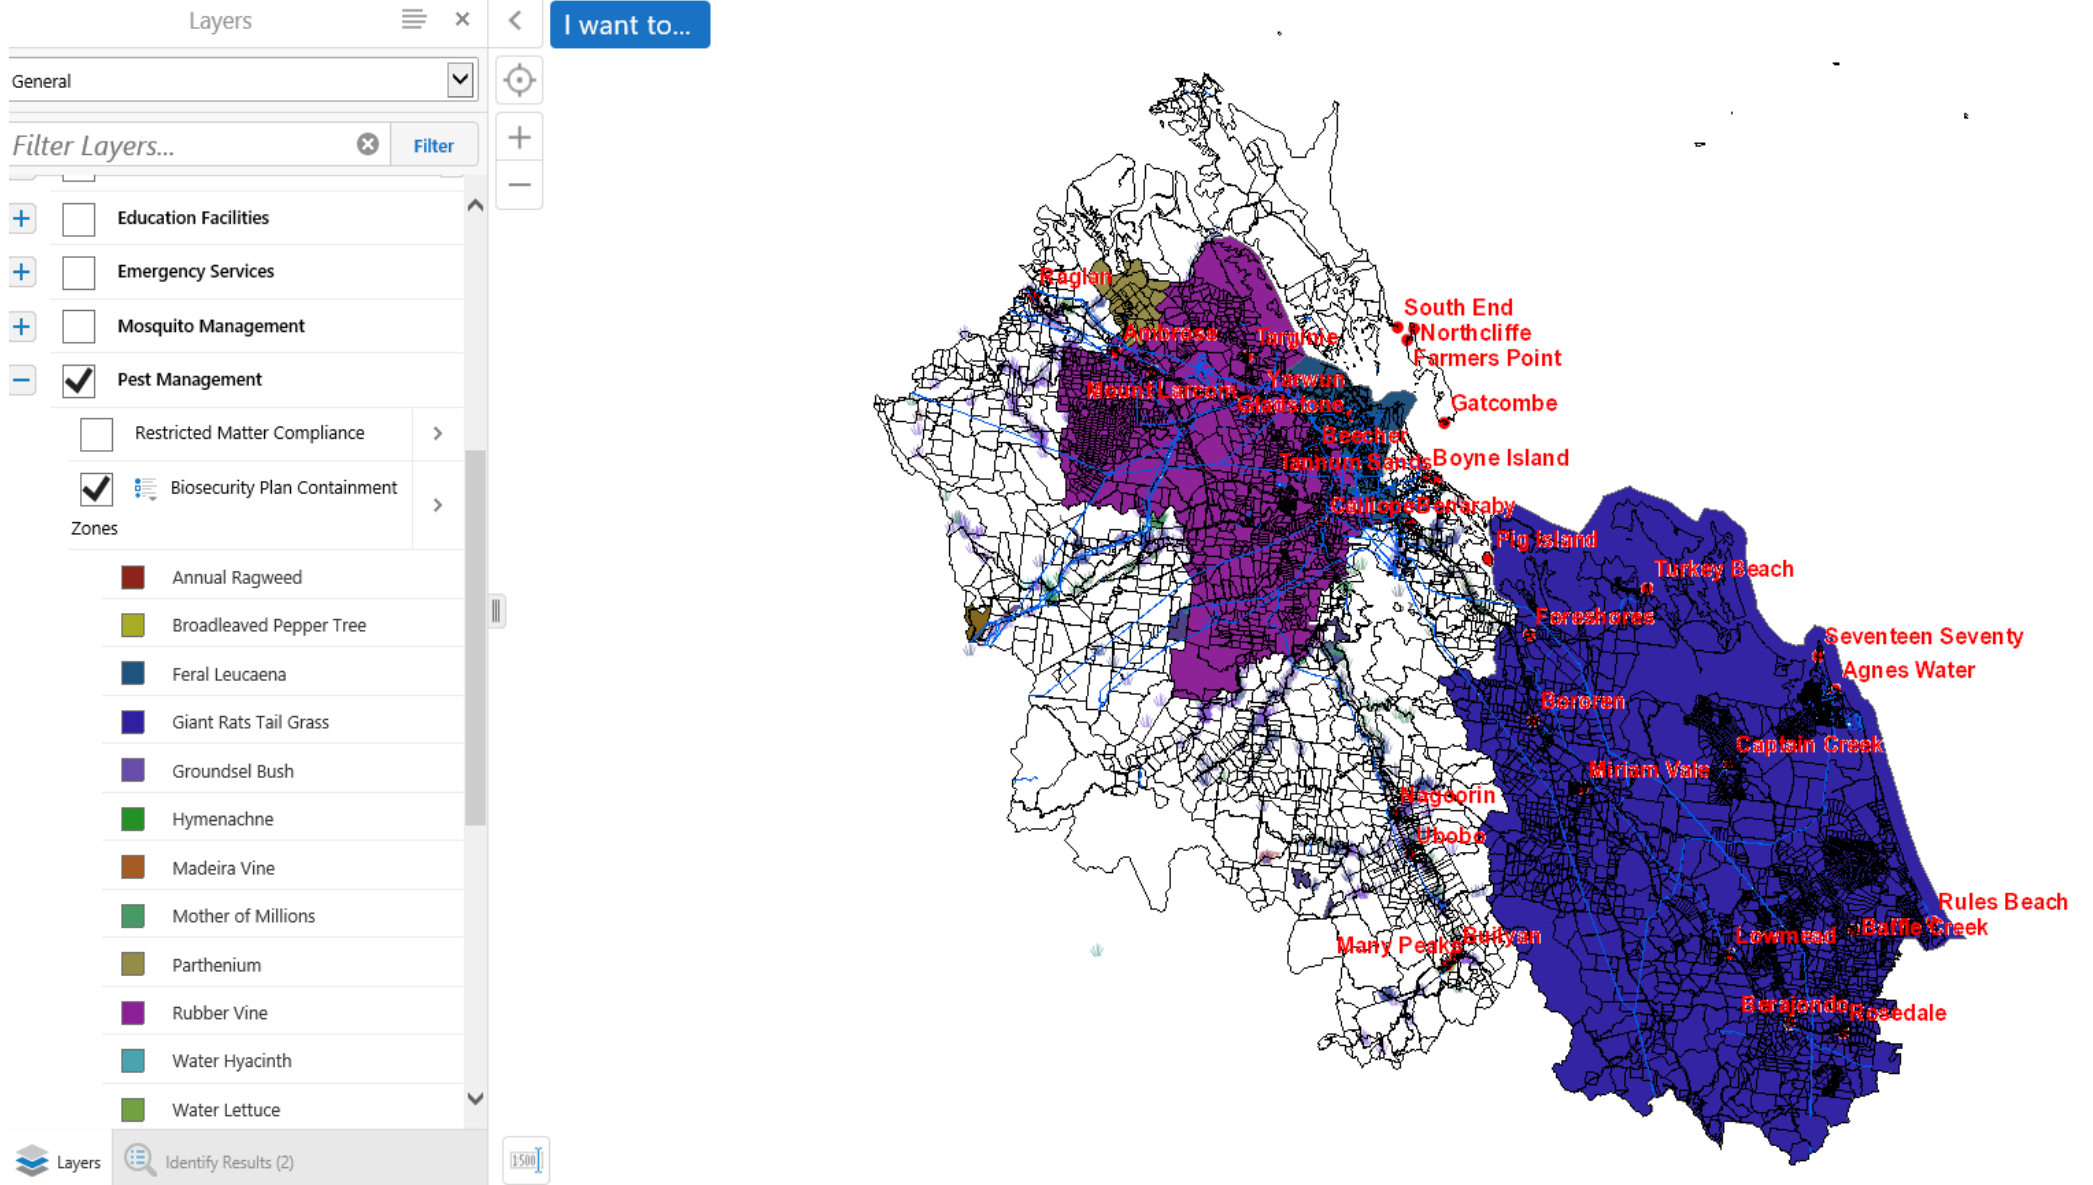 Layers
I want to...
General
Filter Layers...
Filter
Education Facilities
Emergency Services
Mosquito Management
Pest Management
Restricted Matter Compliance
Biosecurity Plan Containment
Zones
Annual Ragweed
Broadleaved Pepper Tree
Feral Leucaena
Giant Rats Tail Grass
Groundsel Bush
Hymenachne
Madeira Vine
Mother of Millions
Parthenium
Rubber Vine
Water Hyacinth
Water Lettuce
Layers
Identify Results (2)
1:500
Raglan
South End
Ambrose
Targinie
Northcliffe
Farmers Point
Yarwun
Mount Larcom
Gladstone
Gatcombe
Beecher
Tannum Sands
Boyne Island
Calliope
Benaraby
Pig Island
Turkey Beach
Foreshores
Seventeen Seventy
Agnes Water
Bororen
Captain Creek
Miriam Vale
Nagoorin
Ubobo
Rules Beach
Baffle Creek
Lowmead
Many Peaks
Builyan
Berajondo
Rosedale